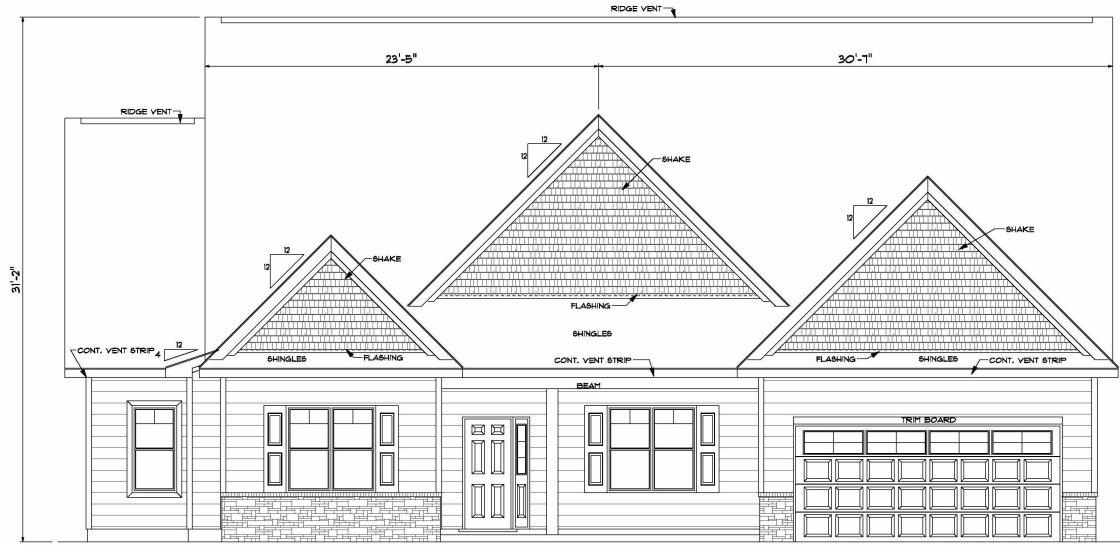 RIDGE VENT
23'-5"
30'-7"
RIDGE VENT
12
12
SHAKE
12
12
SHAKE
12
12
SHAKE
31'-2"
FLASHING
SHINGLES
CONT. VENT STRIP
12
4
SHINGLES
FLASHING
CONT. VENT STRIP
FLASHING
SHINGLES
CONT. VENT STRIP
BEAM
TRIM BOARD